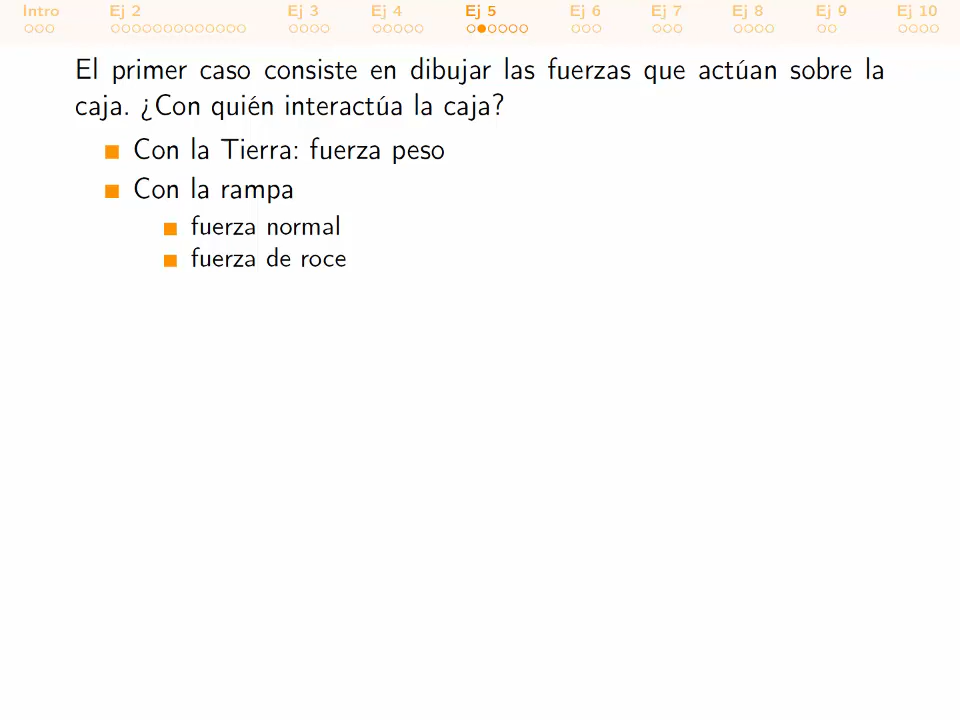 Intro Ej 2 Ej 3 Ej 4 Ej 5 Ej 6 Ej 7 Ej 8 Ej 9 Ej 10
El primer caso consiste en dibujar las fuerzas que actúan sobre la
caja. ¿Con quién interactúa la caja?
Con la Tierra: fuerza peso
Con la rampa
fuerza normal
fuerza de roce